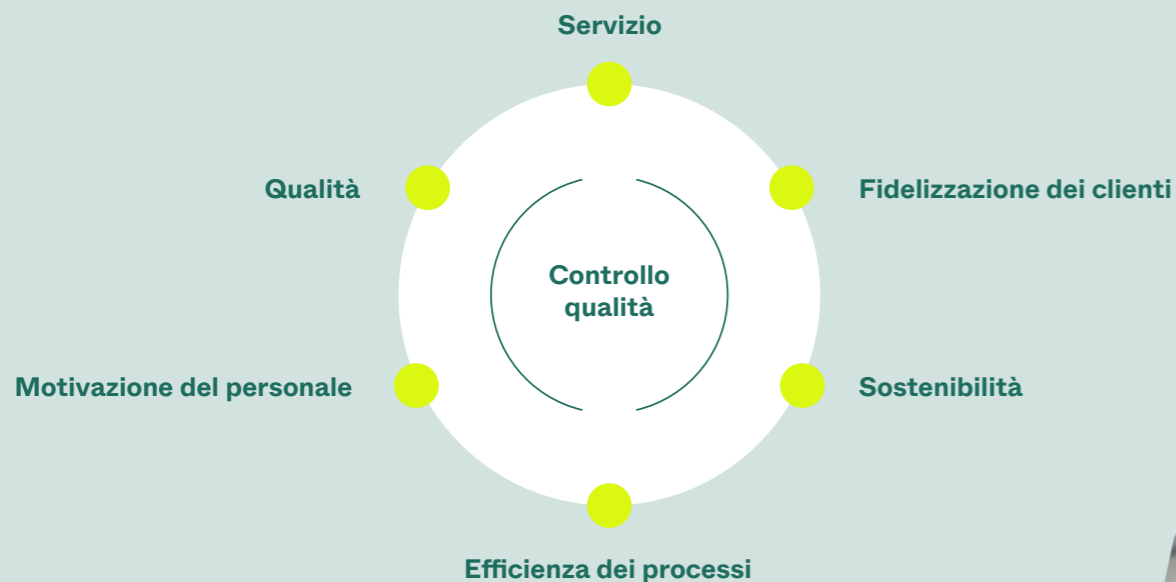 Servizio
Qualità
Fidelizzazione dei clienti
Controllo
qualità
Motivazione del personale
Sostenibilità
Efficienza dei processi